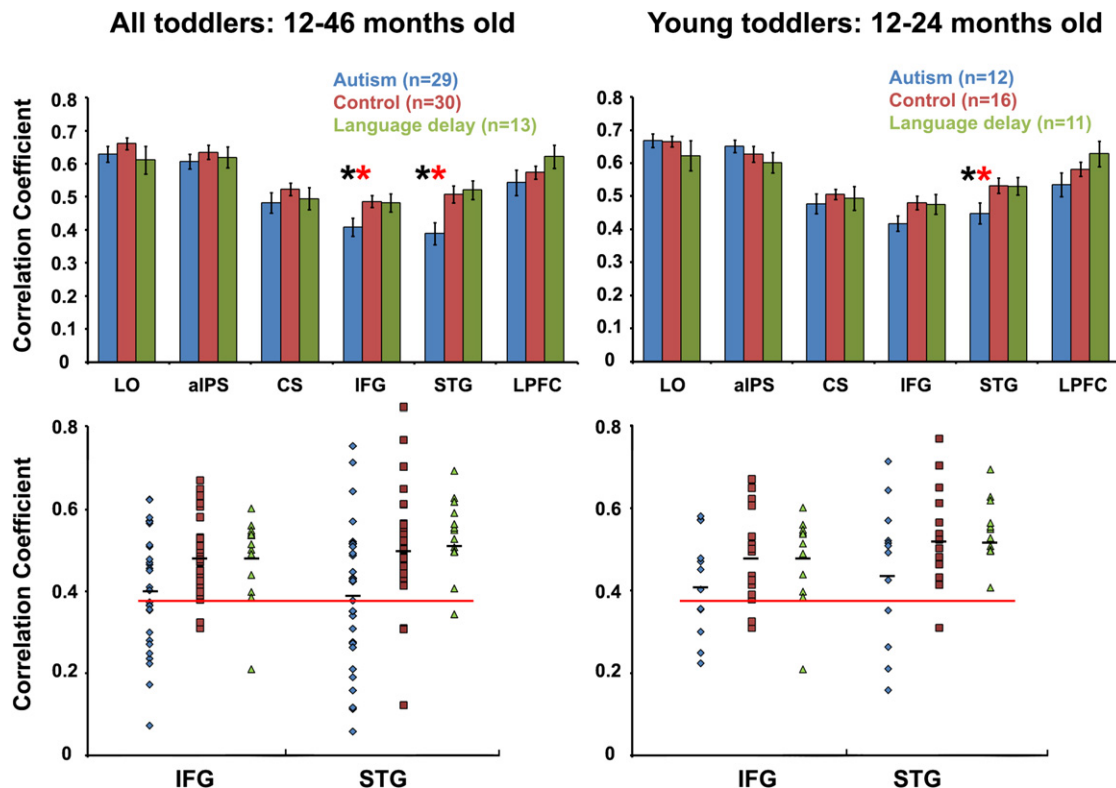 All toddlers: 12-46 months old
Young toddlers: 12-24 months old
Autism (n=29)
Control (n=30)
Language delay (n=13)
Autism (n=12)
Control (n=16)
Language delay (n=11)
Correlation Coefficient
0.8
0.7
0.6
0.5
0.4
0.3
0.2
0.1
0
**
**
LO aIPS CS IFG STG LPFC
0.8
0.7
0.6
0.5
0.4
0.3
0.2
0.1
0
**
LO aIPS CS IFG STG LPFC
Correlation Coefficient
0.8
0.6
0.4
0.2
0
IFG STG
0.8
0.6
0.4
0.2
0
IFG STG